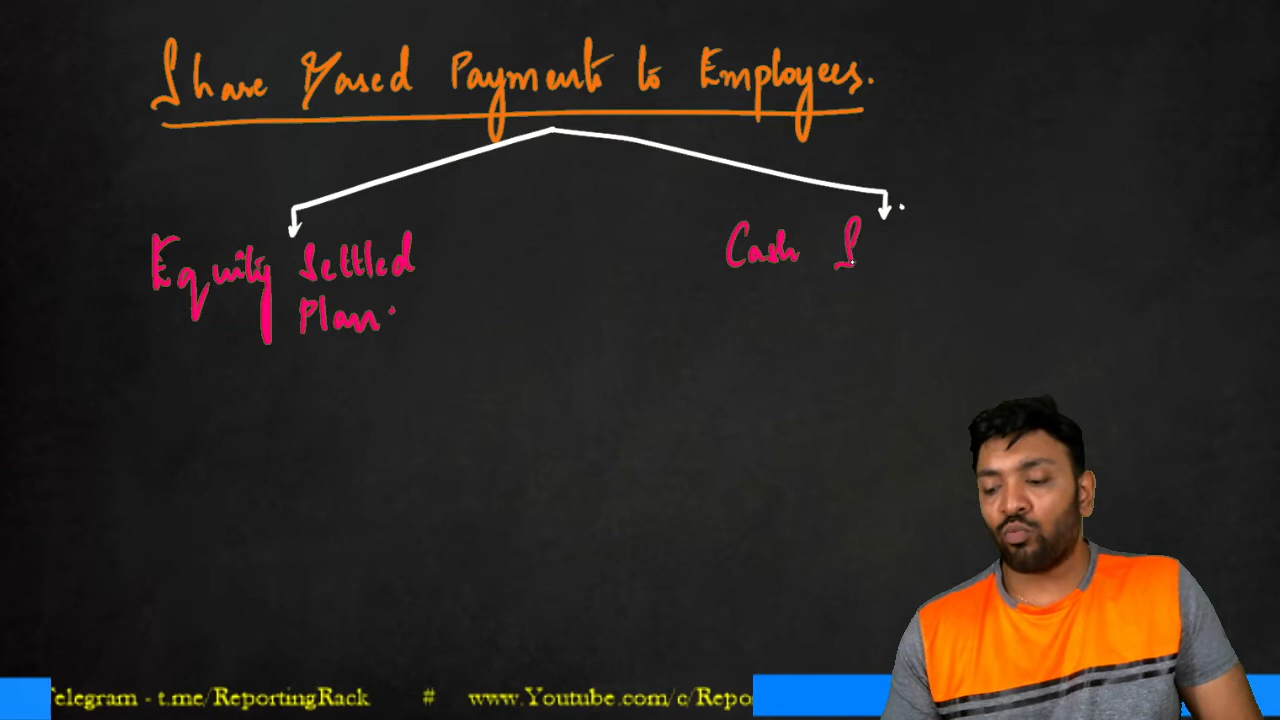 Share Based Payments to Employees.
Equity Settled
Plan
Cash S
Telegram - t.me/ReportingRack # www.Youtube.com/c/Repo